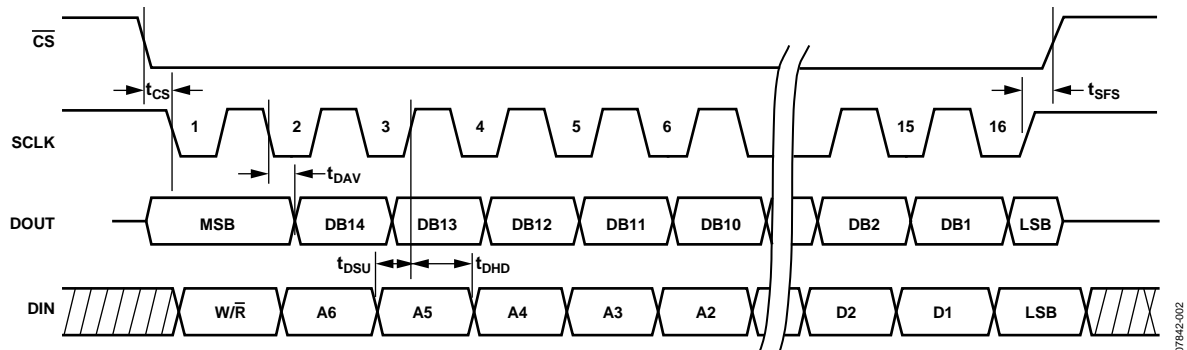 CS
tCS
tSFS
SCLK
1 2 3 4 5 6 15 16
tDAV
DOUT
MSB DB14 DB13 DB12 DB11 DB10 DB2 DB1 LSB
tDSU tDHD
DIN
W/R A6 A5 A4 A3 A2 D2 D1 LSB
07842-002